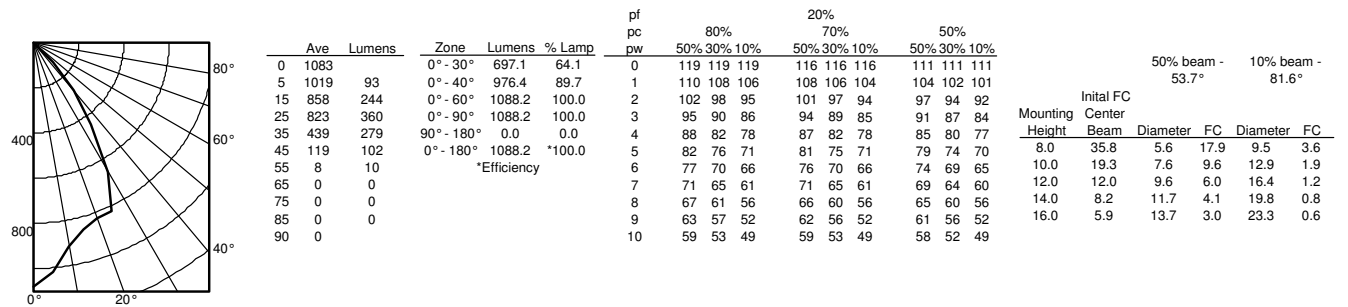 80°
60°
40°
20°
0°
400
800
Ave Lumens
0 1083
5 1019 93
15 858 244
25 823 360
35 439 279
45 119 102
55 8 10
65 0 0
75 0 0
85 0 0
90 0
Zone Lumens % Lamp
0° - 30° 697.1 64.1
0° - 40° 976.4 89.7
0° - 60° 1088.2 100.0
0° - 90° 1088.2 100.0
90° - 180° 0.0 0.0
0° - 180° 1088.2 *100.0
*Efficiency
pf 20%
pc 80% 70% 50%
pw 50% 30% 10% 50% 30% 10% 50% 30% 10%
0 119 119 119 116 116 116 111 111 111
1 110 108 106 108 106 104 104 102 101
2 102 98 95 101 97 94 97 94 92
3 95 90 86 94 89 85 91 87 84
4 88 82 78 87 82 78 85 80 77
5 82 76 71 81 75 71 79 74 70
6 77 70 66 76 70 66 74 69 65
7 71 65 61 71 65 61 69 64 60
8 67 61 56 66 60 56 65 60 56
9 63 57 52 62 56 52 61 56 52
10 59 53 49 59 53 49 58 52 49
50% beam - 10% beam -
53.7° 81.6°
Inital FC
Mounting Center
Height Beam Diameter FC Diameter FC
8.0 35.8 5.6 17.9 9.5 3.6
10.0 19.3 7.6 9.6 12.9 1.9
12.0 12.0 9.6 6.0 16.4 1.2
14.0 8.2 11.7 4.1 19.8 0.8
16.0 5.9 13.7 3.0 23.3 0.6